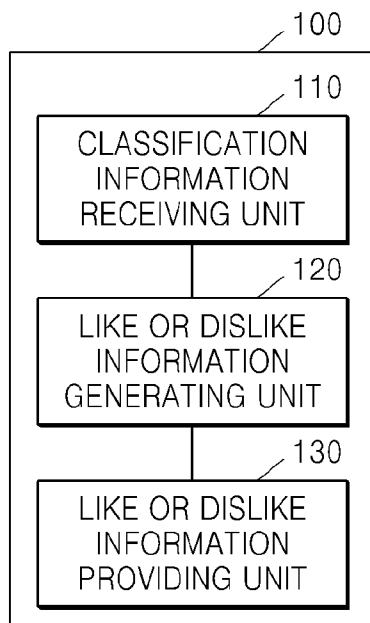 100
110
CLASSIFICATION
INFORMATION
RECEIVING UNIT
120
LIKE OR DISLIKE
INFORMATION
GENERATING UNIT
130
LIKE OR DISLIKE
INFORMATION
PROVIDING UNIT